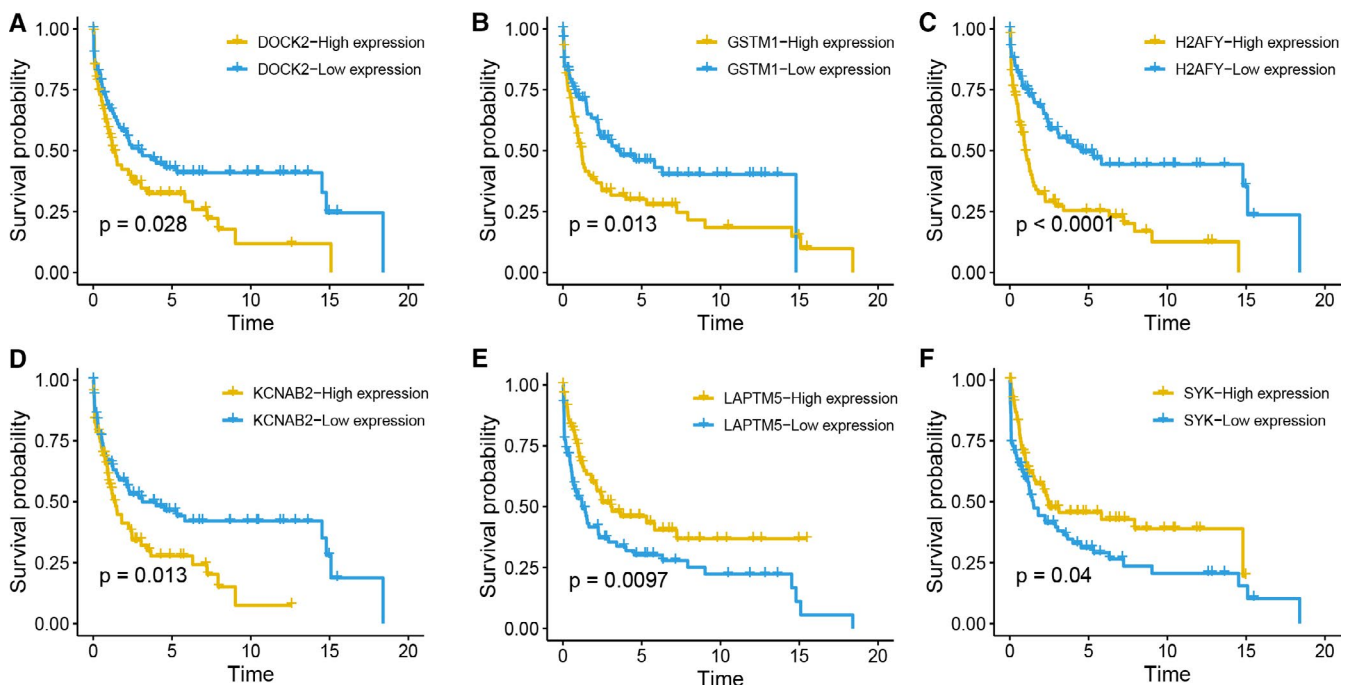 A
Survival probability
1.00
0.75
0.50
0.25
0.00
DOCK2−High expression
DOCK2−Low expression
p = 0.028
0 5 10 15 20
Time
B
Survival probability
1.00
0.75
0.50
0.25
0.00
GSTM1−High expression
GSTM1−Low expression
p = 0.013
0 5 10 15 20
Time
C
Survival probability
1.00
0.75
0.50
0.25
0.00
H2AFY−High expression
H2AFY−Low expression
p < 0.0001
0 5 10 15 20
Time
D
Survival probability
1.00
0.75
0.50
0.25
0.00
KCNAB2−High expression
KCNAB2−Low expression
p = 0.013
0 5 10 15 20
Time
E
Survival probability
1.00
0.75
0.50
0.25
0.00
LAPTM5−High expression
LAPTM5−Low expression
p = 0.0097
0 5 10 15 20
Time
F
Survival probability
1.00
0.75
0.50
0.25
0.00
SYK−High expression
SYK−Low expression
p = 0.04
0 5 10 15 20
Time